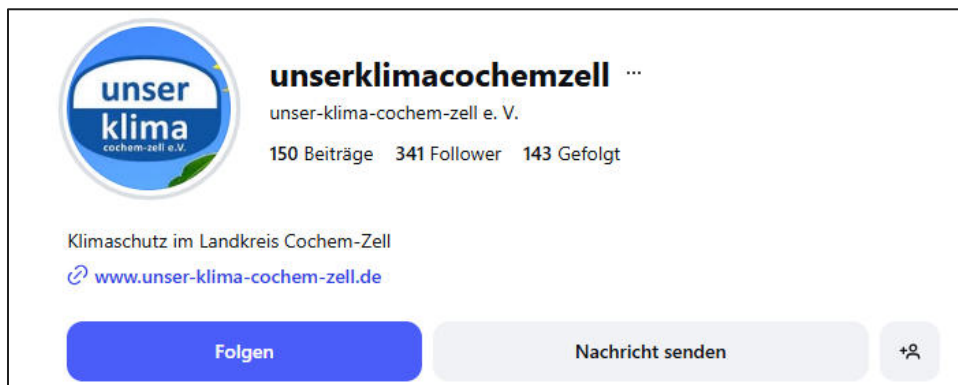 unser
klima
cochem-zell e.V.
unserklimacochemzell ...
unser-klima-cochem-zell e. V.
150 Beiträge 341 Follower 143 Gefolgt
Klimaschutz im Landkreis Cochem-Zell
www.unser-klima-cochem-zell.de
Folgen Nachricht senden